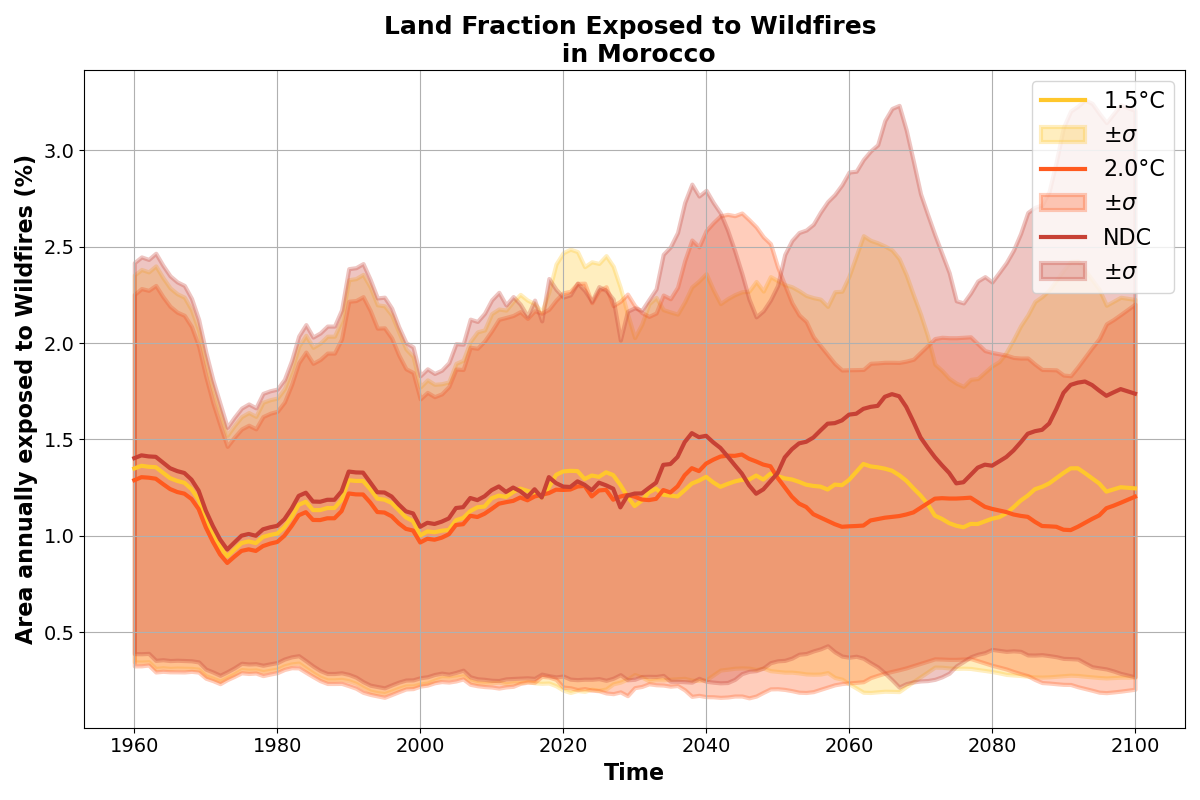 Land Fraction Exposed to Wildfires
in Morocco
Area annually exposed to Wildfires (%)
3.0
2.5
2.0
1.5
1.0
0.5
1960 1980 2000 2020 2040 2060 2080 2100
Time
1.5°C
±σ
2.0°C
±σ
NDC
±σ